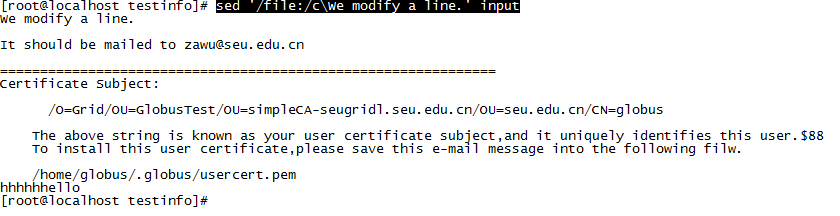 [root@localhost testinfo]# sed '/file:/c\We modify a line.' input
We modify a line.
It should be mailed to zawu@seu.edu.cn
==============================================================
Certificate Subject:
/O=Grid/OU=GlobusTest/OU=simpleCA-seugridl.seu.edu.cn/OU=seu.edu.cn/CN=globus
The above string is known as your user certificate subject,and it uniquely identifies this user.$88
To install this user certificate,please save this e-mail message into the following filw.
/home/globus/.globus/usercert.pem
hhhhhhhello
[root@localhost testinfo]#